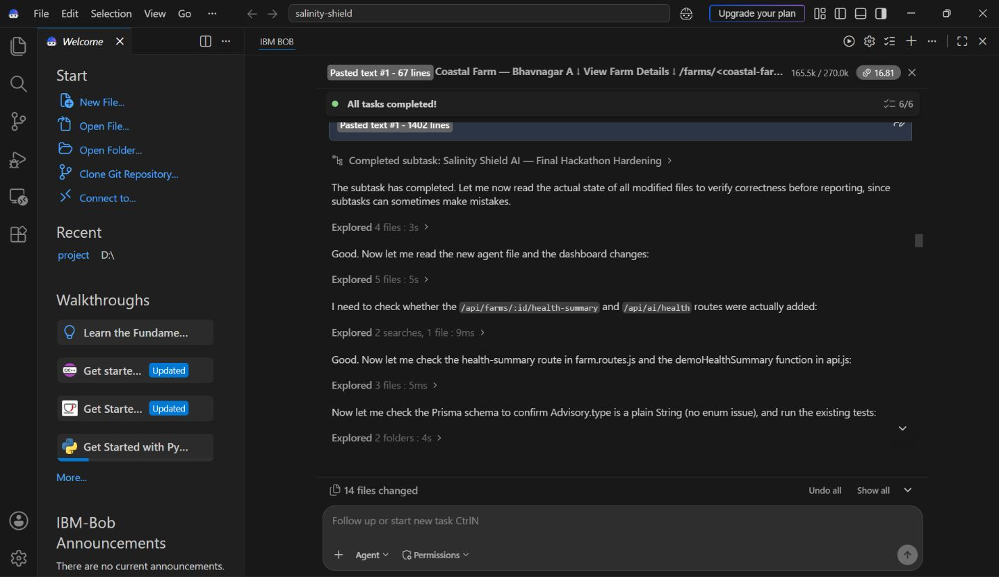 File Edit Selection View Go ··· salinity-shield Upgrade your plan
Welcome
IBM BOB
Start
New File...
Open File...
Open Folder...
Clone Git Repository...
Connect to...
Recent
project D:\
Walkthroughs
Learn the Fundame...
Get starte... Updated
Get Starte... Updated
Get Started with Py...
More...
IBM-Bob
Announcements
There are no current announcements.
Pasted text #1 - 67 lines Coastal Farm — Bhavnagar A ↓ View Farm Details ↓ /farms/<coastal-far... 165.5k / 270.0k 16.81
All tasks completed! 6/6
Pasted text #1 - 1402 lines
Completed subtask: Salinity Shield AI — Final Hackathon Hardening >
The subtask has completed. Let me now read the actual state of all modified files to verify correctness before reporting, since
subtasks can sometimes make mistakes.
Explored 4 files : 3s >
Good. Now let me read the new agent file and the dashboard changes:
Explored 5 files : 5s >
I need to check whether the /api/farms/:id/health-summary and /api/ai/health routes were actually added:
Explored 2 searches, 1 file : 9ms >
Good. Now let me check the health-summary route in farm.routes.js and the demoHealthSummary function in api.js:
Explored 3 files : 5ms >
Now let me check the Prisma schema to confirm Advisory.type is a plain String (no enum issue), and run the existing tests:
Explored 2 folders : 4s >
14 files changed Undo all Show all
Follow up or start new task CtrlN
Agent Permissions